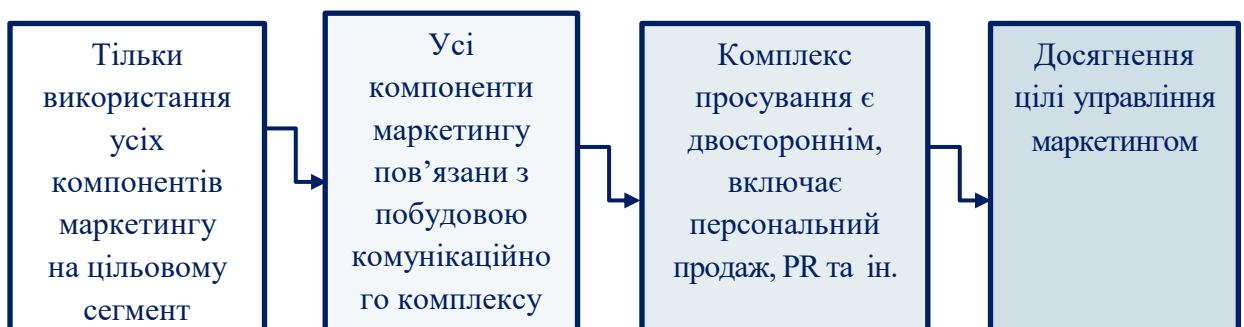 Тільки
використання
усіх
компонентів
маркетингу
на цільовому
сегмент
Усі
компоненти
маркетингу
пов’язани з
побудовою
комунікаційно
го комплексу
Комплекс
просування є
двостороннім,
включає
персональний
продаж, PR та ін.
Досягнення
цілі управління
маркетингом